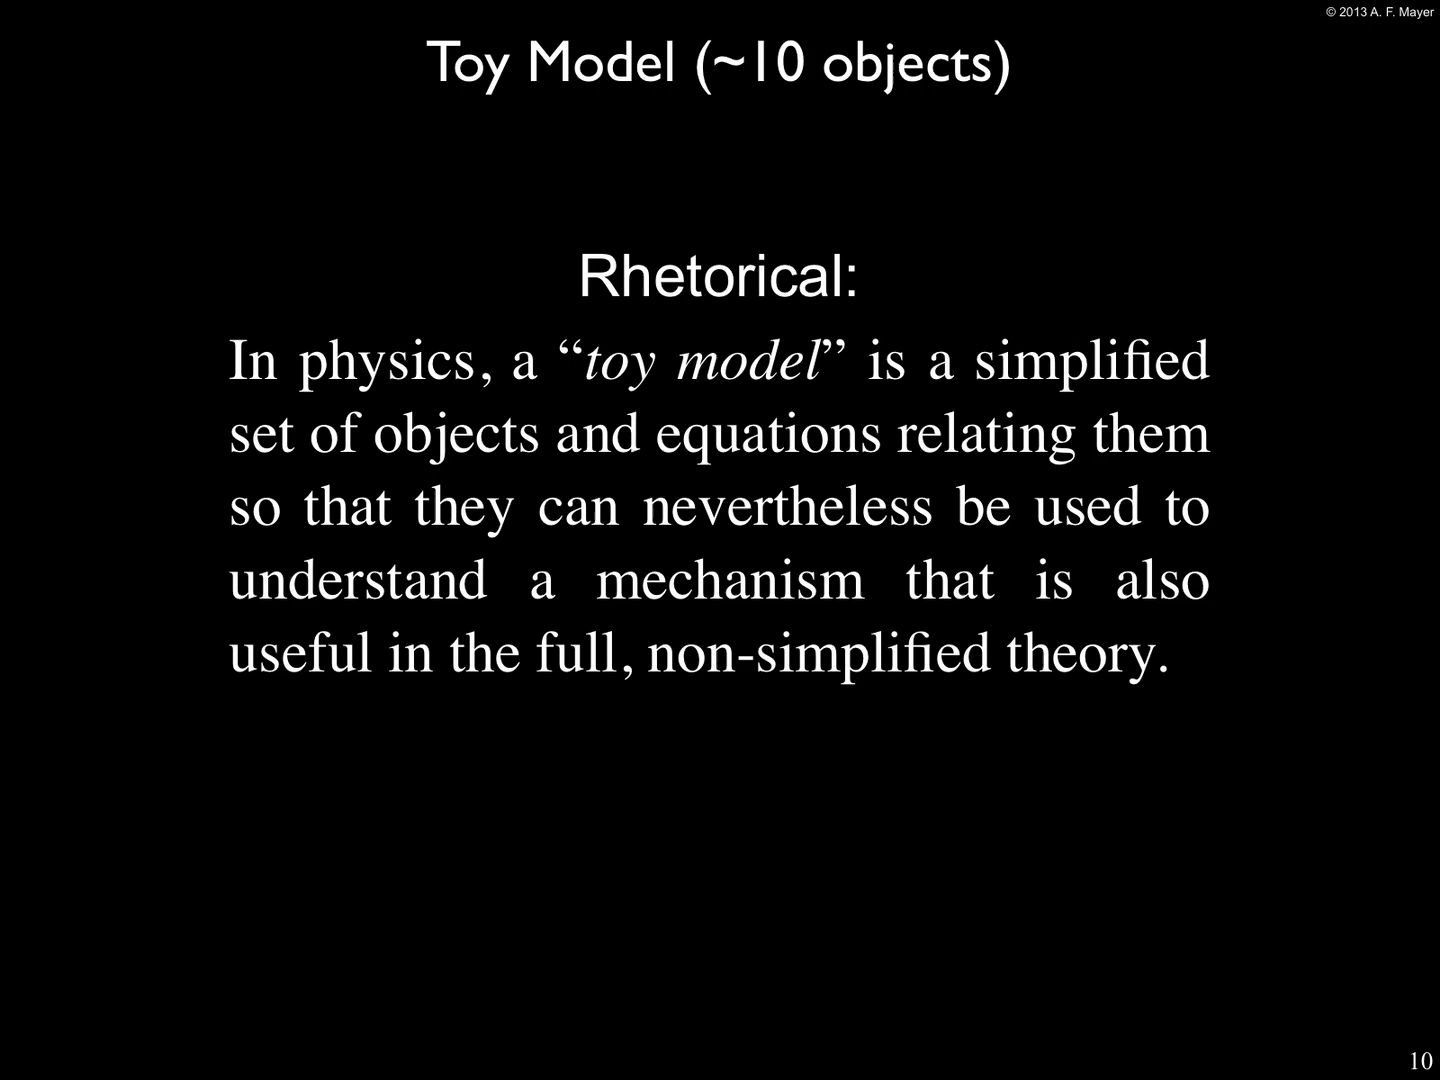 © 2013 A. F. Mayer
Toy Model (~10 objects)
Rhetorical:
In physics, a “toy model” is a simplified
set of objects and equations relating them
so that they can nevertheless be used to
understand a mechanism that is also
useful in the full, non-simplified theory.
10